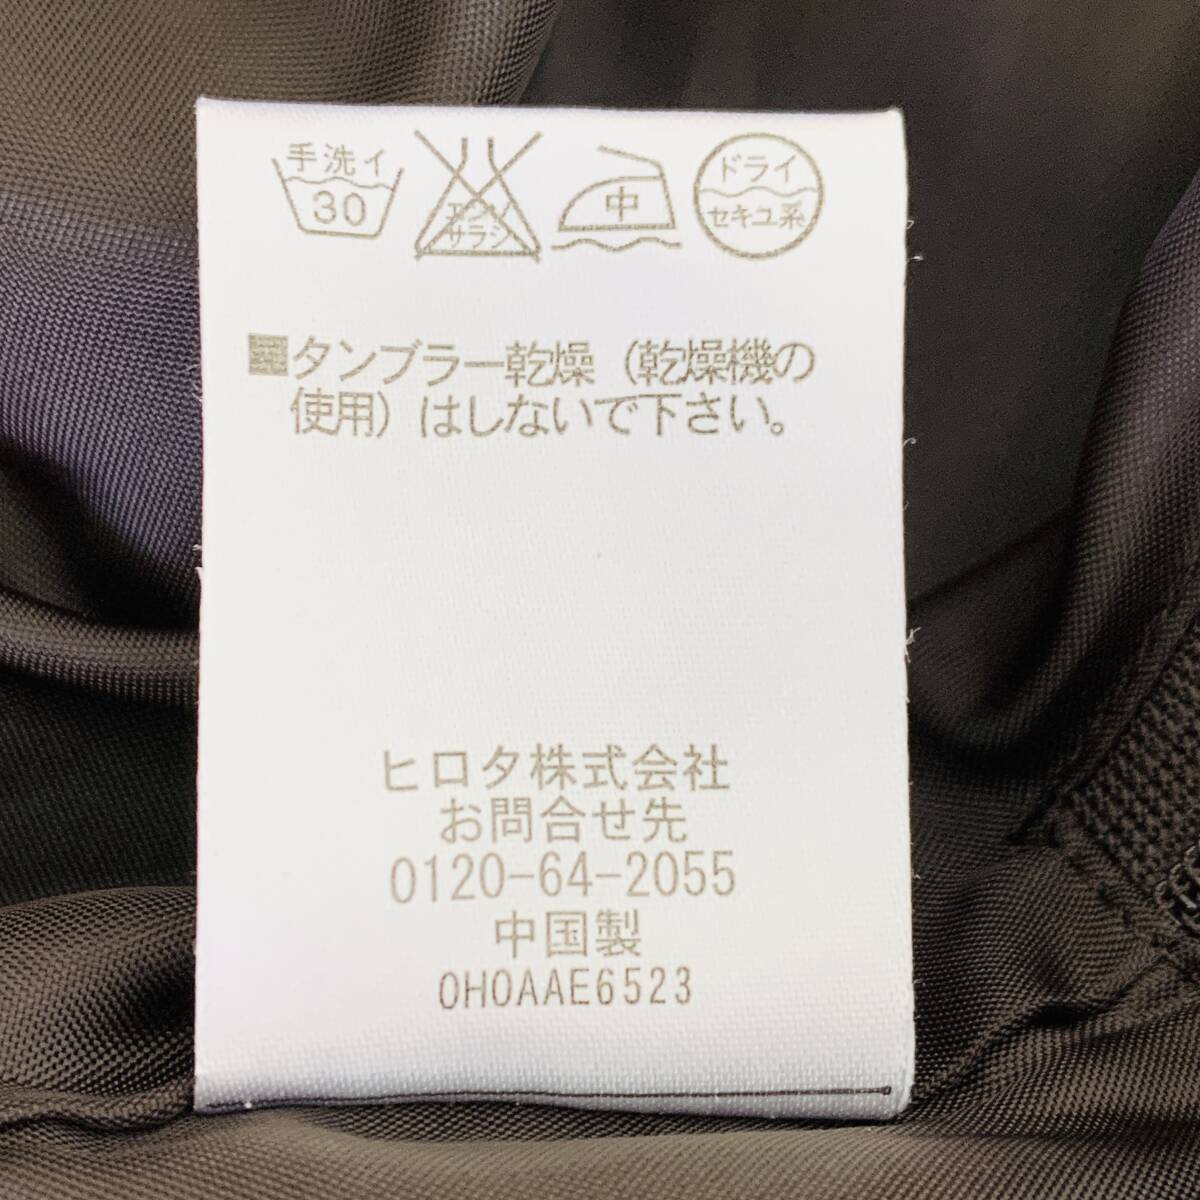 手洗イ
30
エンソ
サラシ
中
ドライ
セキユ系
■タンブラー乾燥（乾燥機の
使用）はしないで下さい。
ヒロタ株式会社
お問合せ先
0120-64-2055
中国製
0H0AAE6523